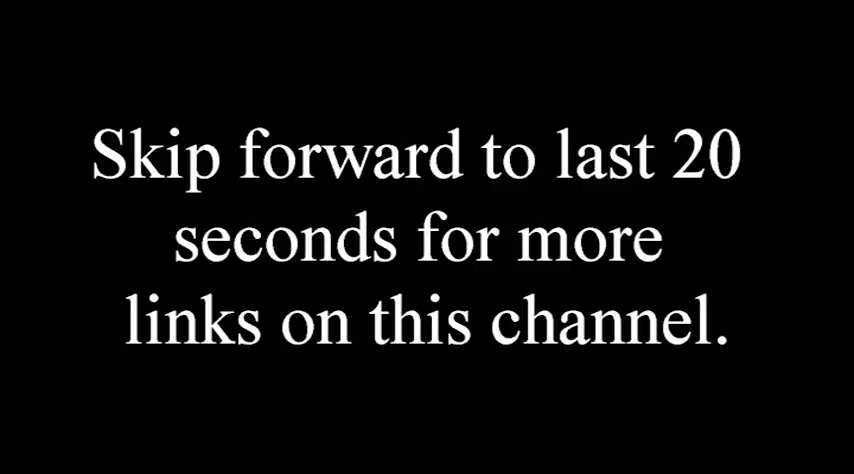 Skip forward to last 20
seconds for more
links on this channel.